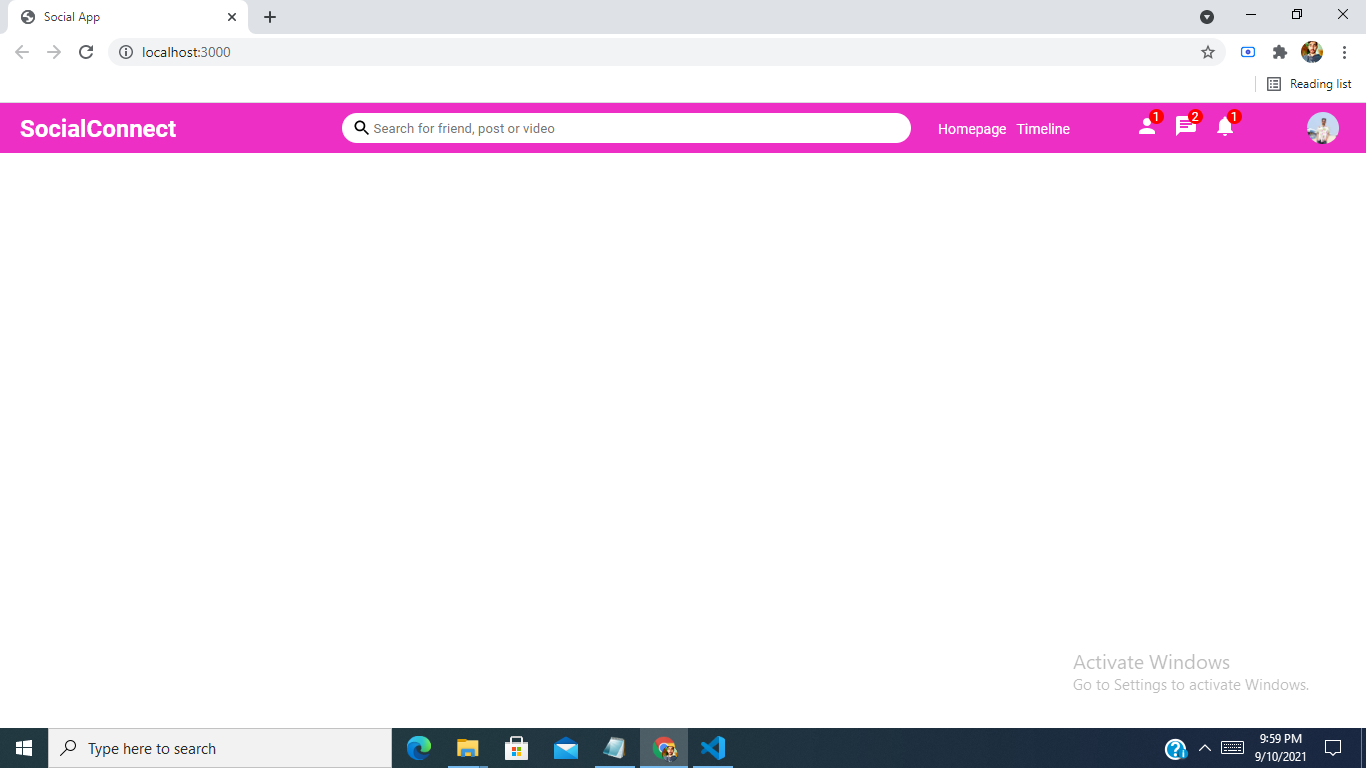 Social App
localhost:3000
Reading list
SocialConnect
Search for friend, post or video
Homepage Timeline
1
2
1
Activate Windows
Go to Settings to activate Windows.
Type here to search
9:59 PM
9/10/2021